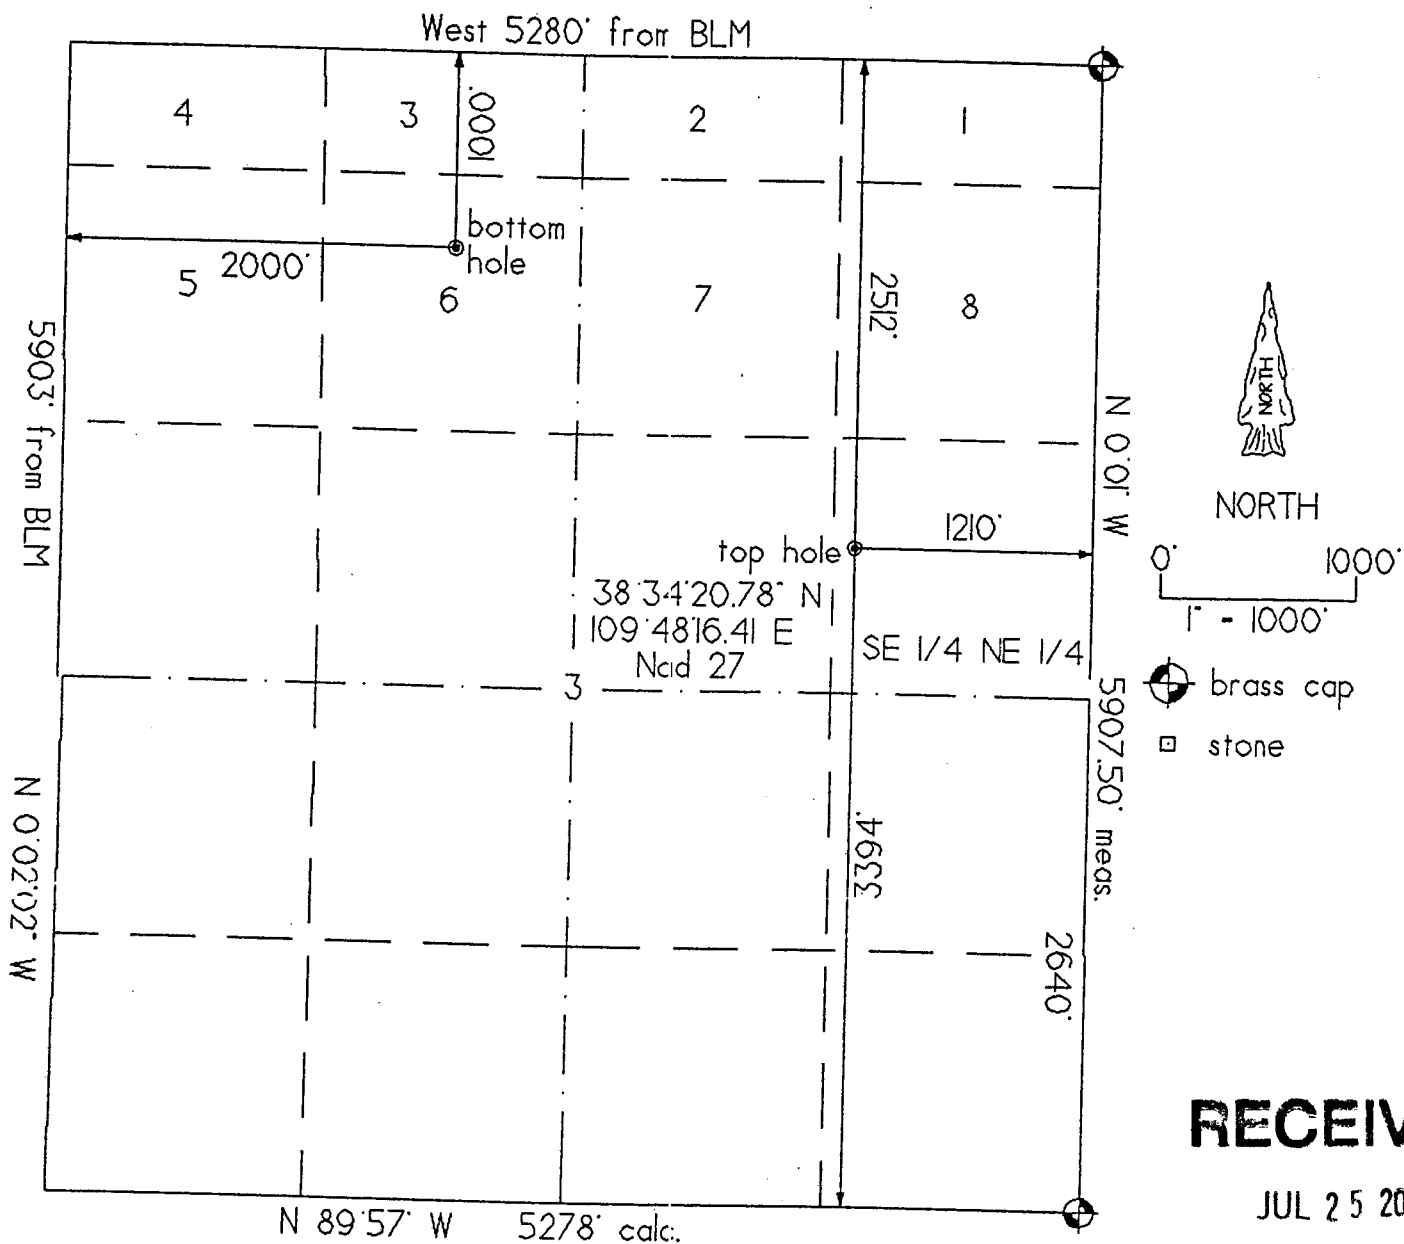 West 5280' from BLM
4
3
2
1
1000'
bottom
hole
2000'
5
6
7
8
2512'
5903' from BLM
N 0°01' W
NORTH
NORTH
1210'
top hole
0'
1000'
1" - 1000'
38°34'20.78" N
109°48'16.41 E
Nad 27
SE 1/4 NE 1/4
3
brass cap
stone
5907.50' meas.
N 0°02'02" W
3394'
2640'
N 89°57' W 5278' calc.
JUL 25 20